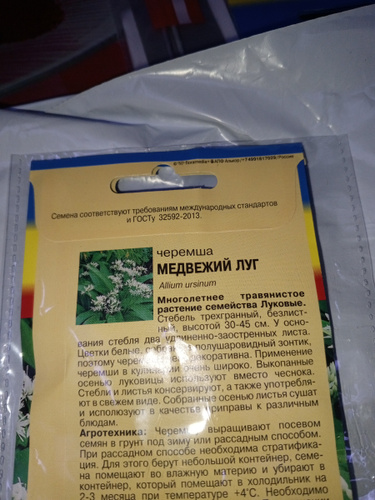 Семена соответствуют требованиям международных стандартов
и ГОСТу 32592-2013.
черемша
МЕДВЕЖИЙ ЛУГ
Allium ursinum
Многолетнее травянистое
растение семейства Луковые.
Стебель трехгранный, безлист-
ный, высотой 30-45 см. У осно-
вания стебля два удлиненно-заостренных листа.
Цветки белые, собраны в полушаровидный зонтик,
поэтому черемша декоративна. Применение
черемши в кулинарии очень широко. Выкопанные
осенью луковицы используют вместо чеснока.
Стебли и листья консервируют, а также употребля-
ют в свежем виде. Собранные осенью листья сушат
и используют в качестве приправы к различным
блюдам.
Агротехника: Черемшу выращивают посевом
семян в грунт под зиму или рассадным способом.
При рассадном способе необходима стратифика-
ция. Для этого берут небольшой контейнер, семе-
на помещают во влажную материю и убирают в
контейнер, который помещают в холодильник на
2-3 месяца при температуре +4°С. Необходимо